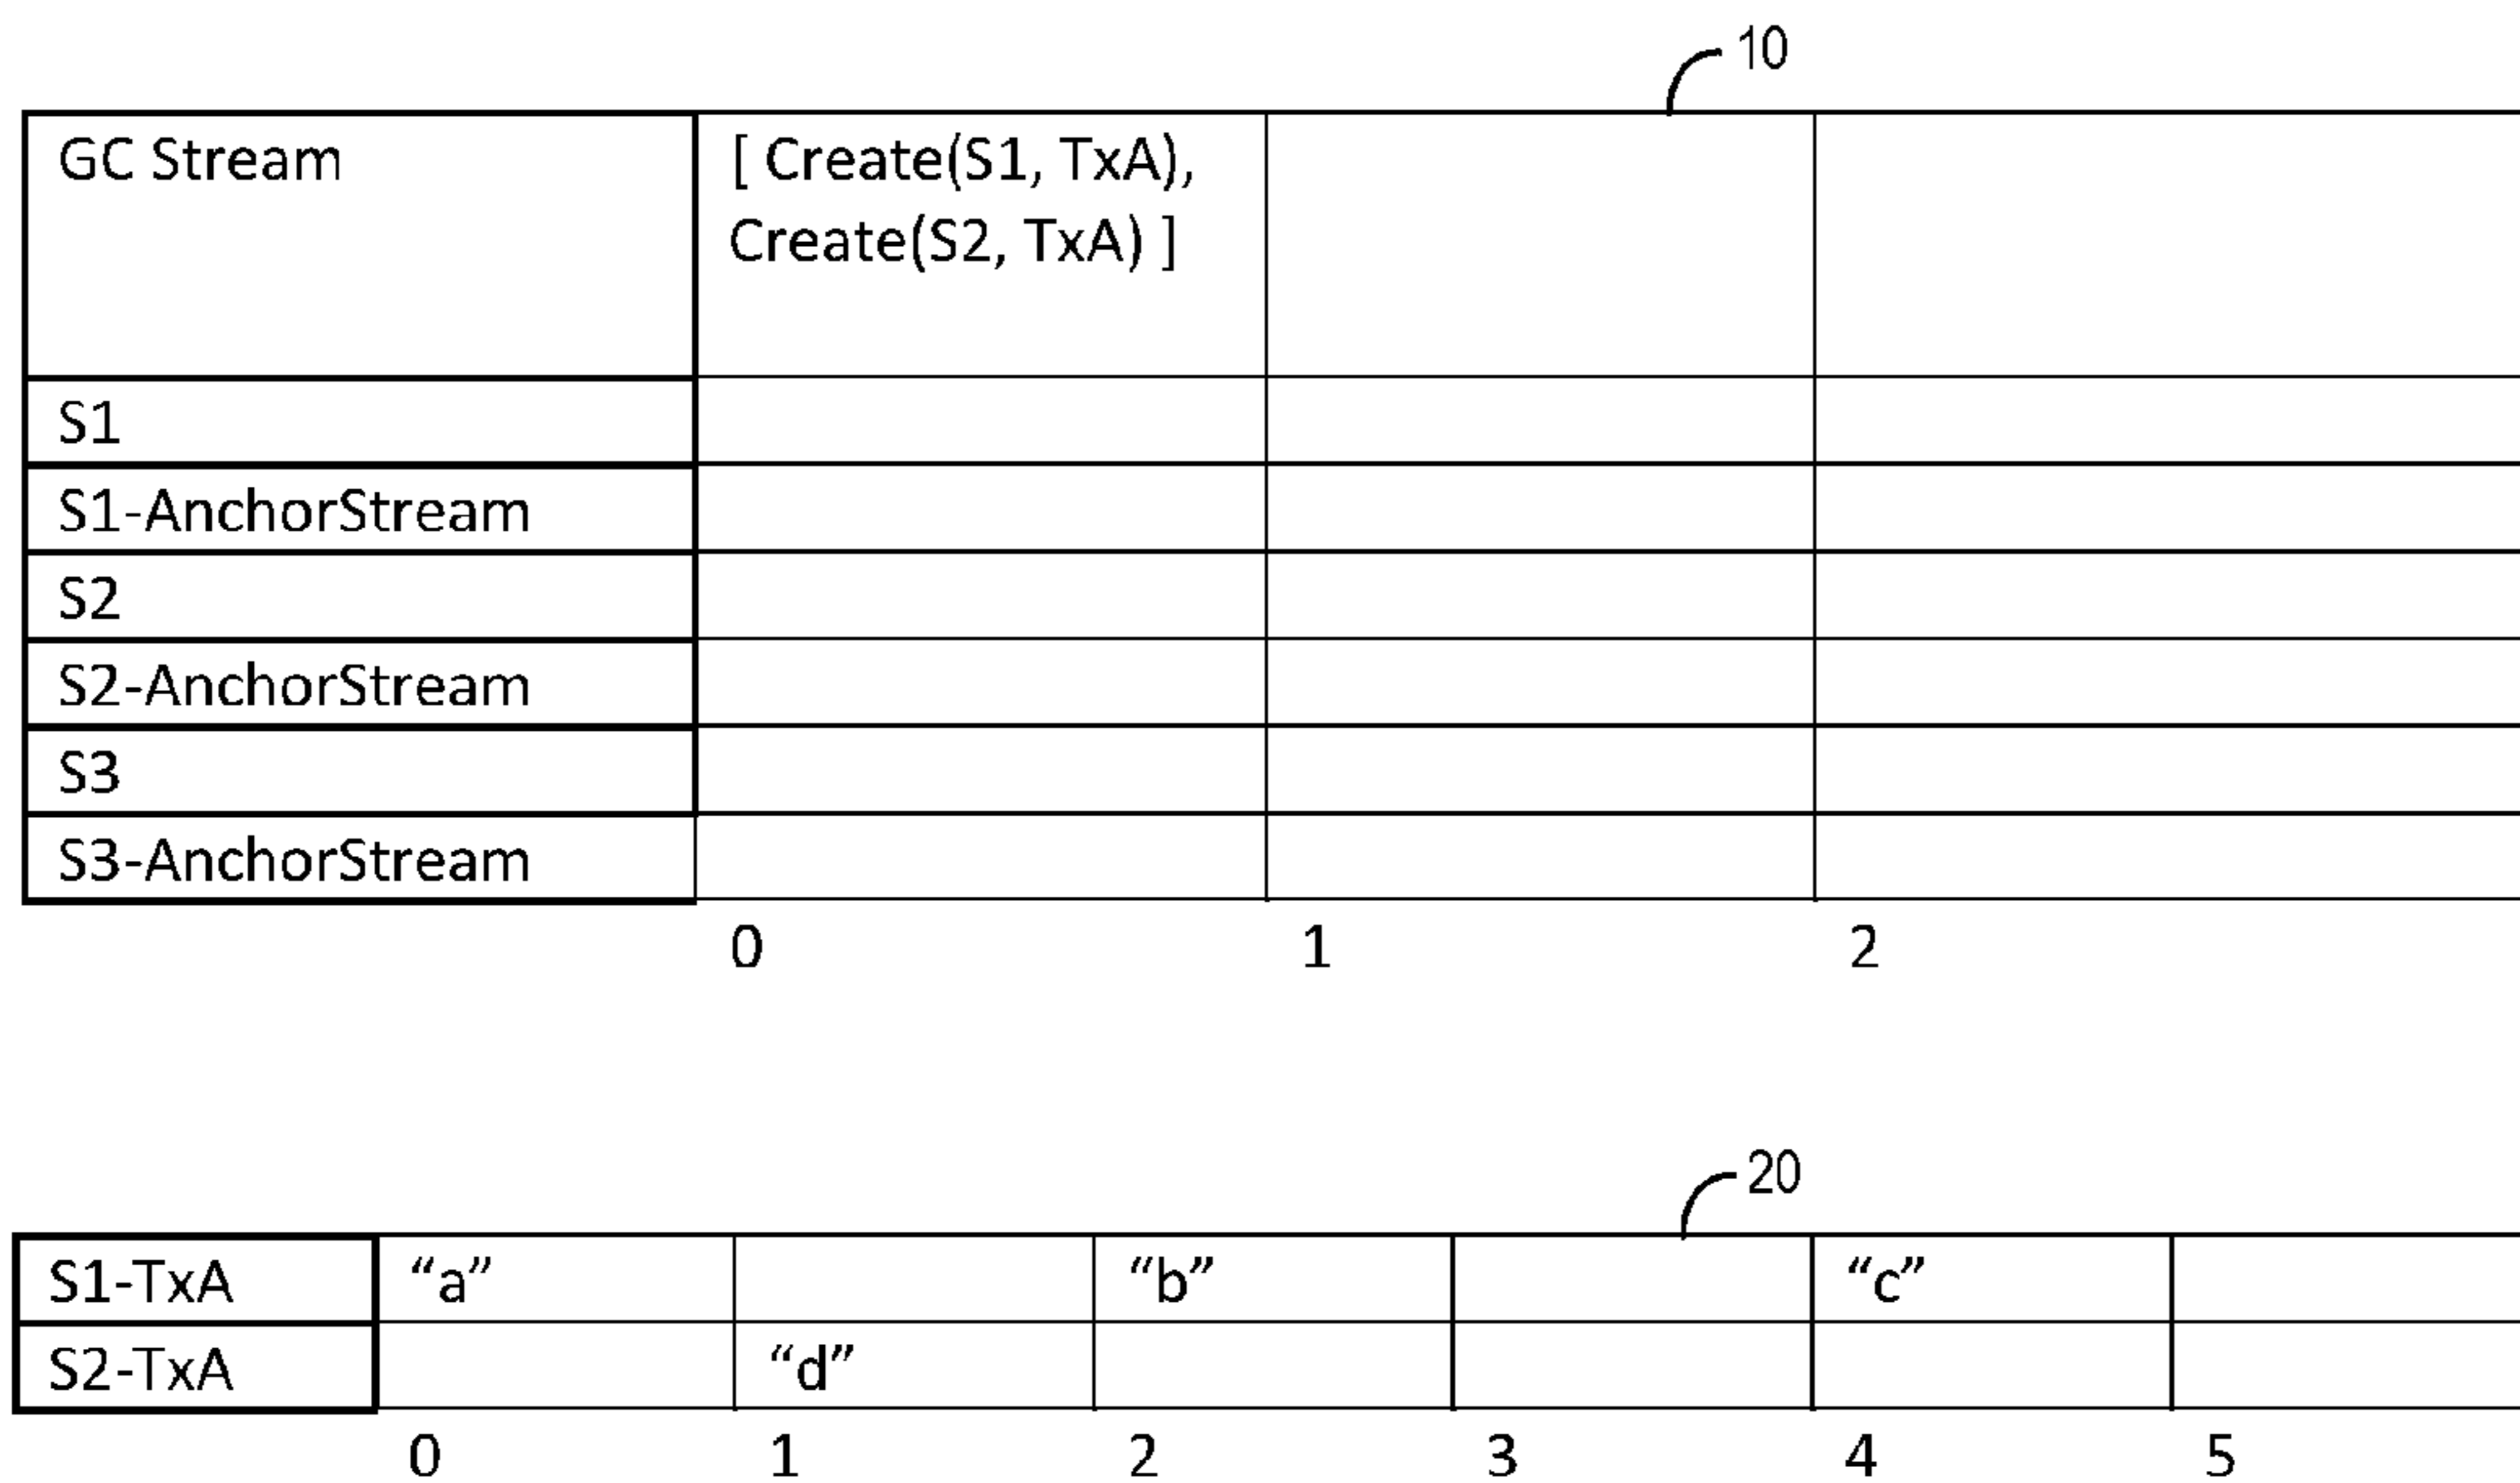 10
GC Stream
[ Create(S1, TxA),
Create(S2, TxA) ]
S1
S1-AnchorStream
S2
S2-AnchorStream
S3
S3-AnchorStream
0 1 2
20
S1-TxA “a” “b” “c”
S2-TxA “d”
0 1 2 3 4 5